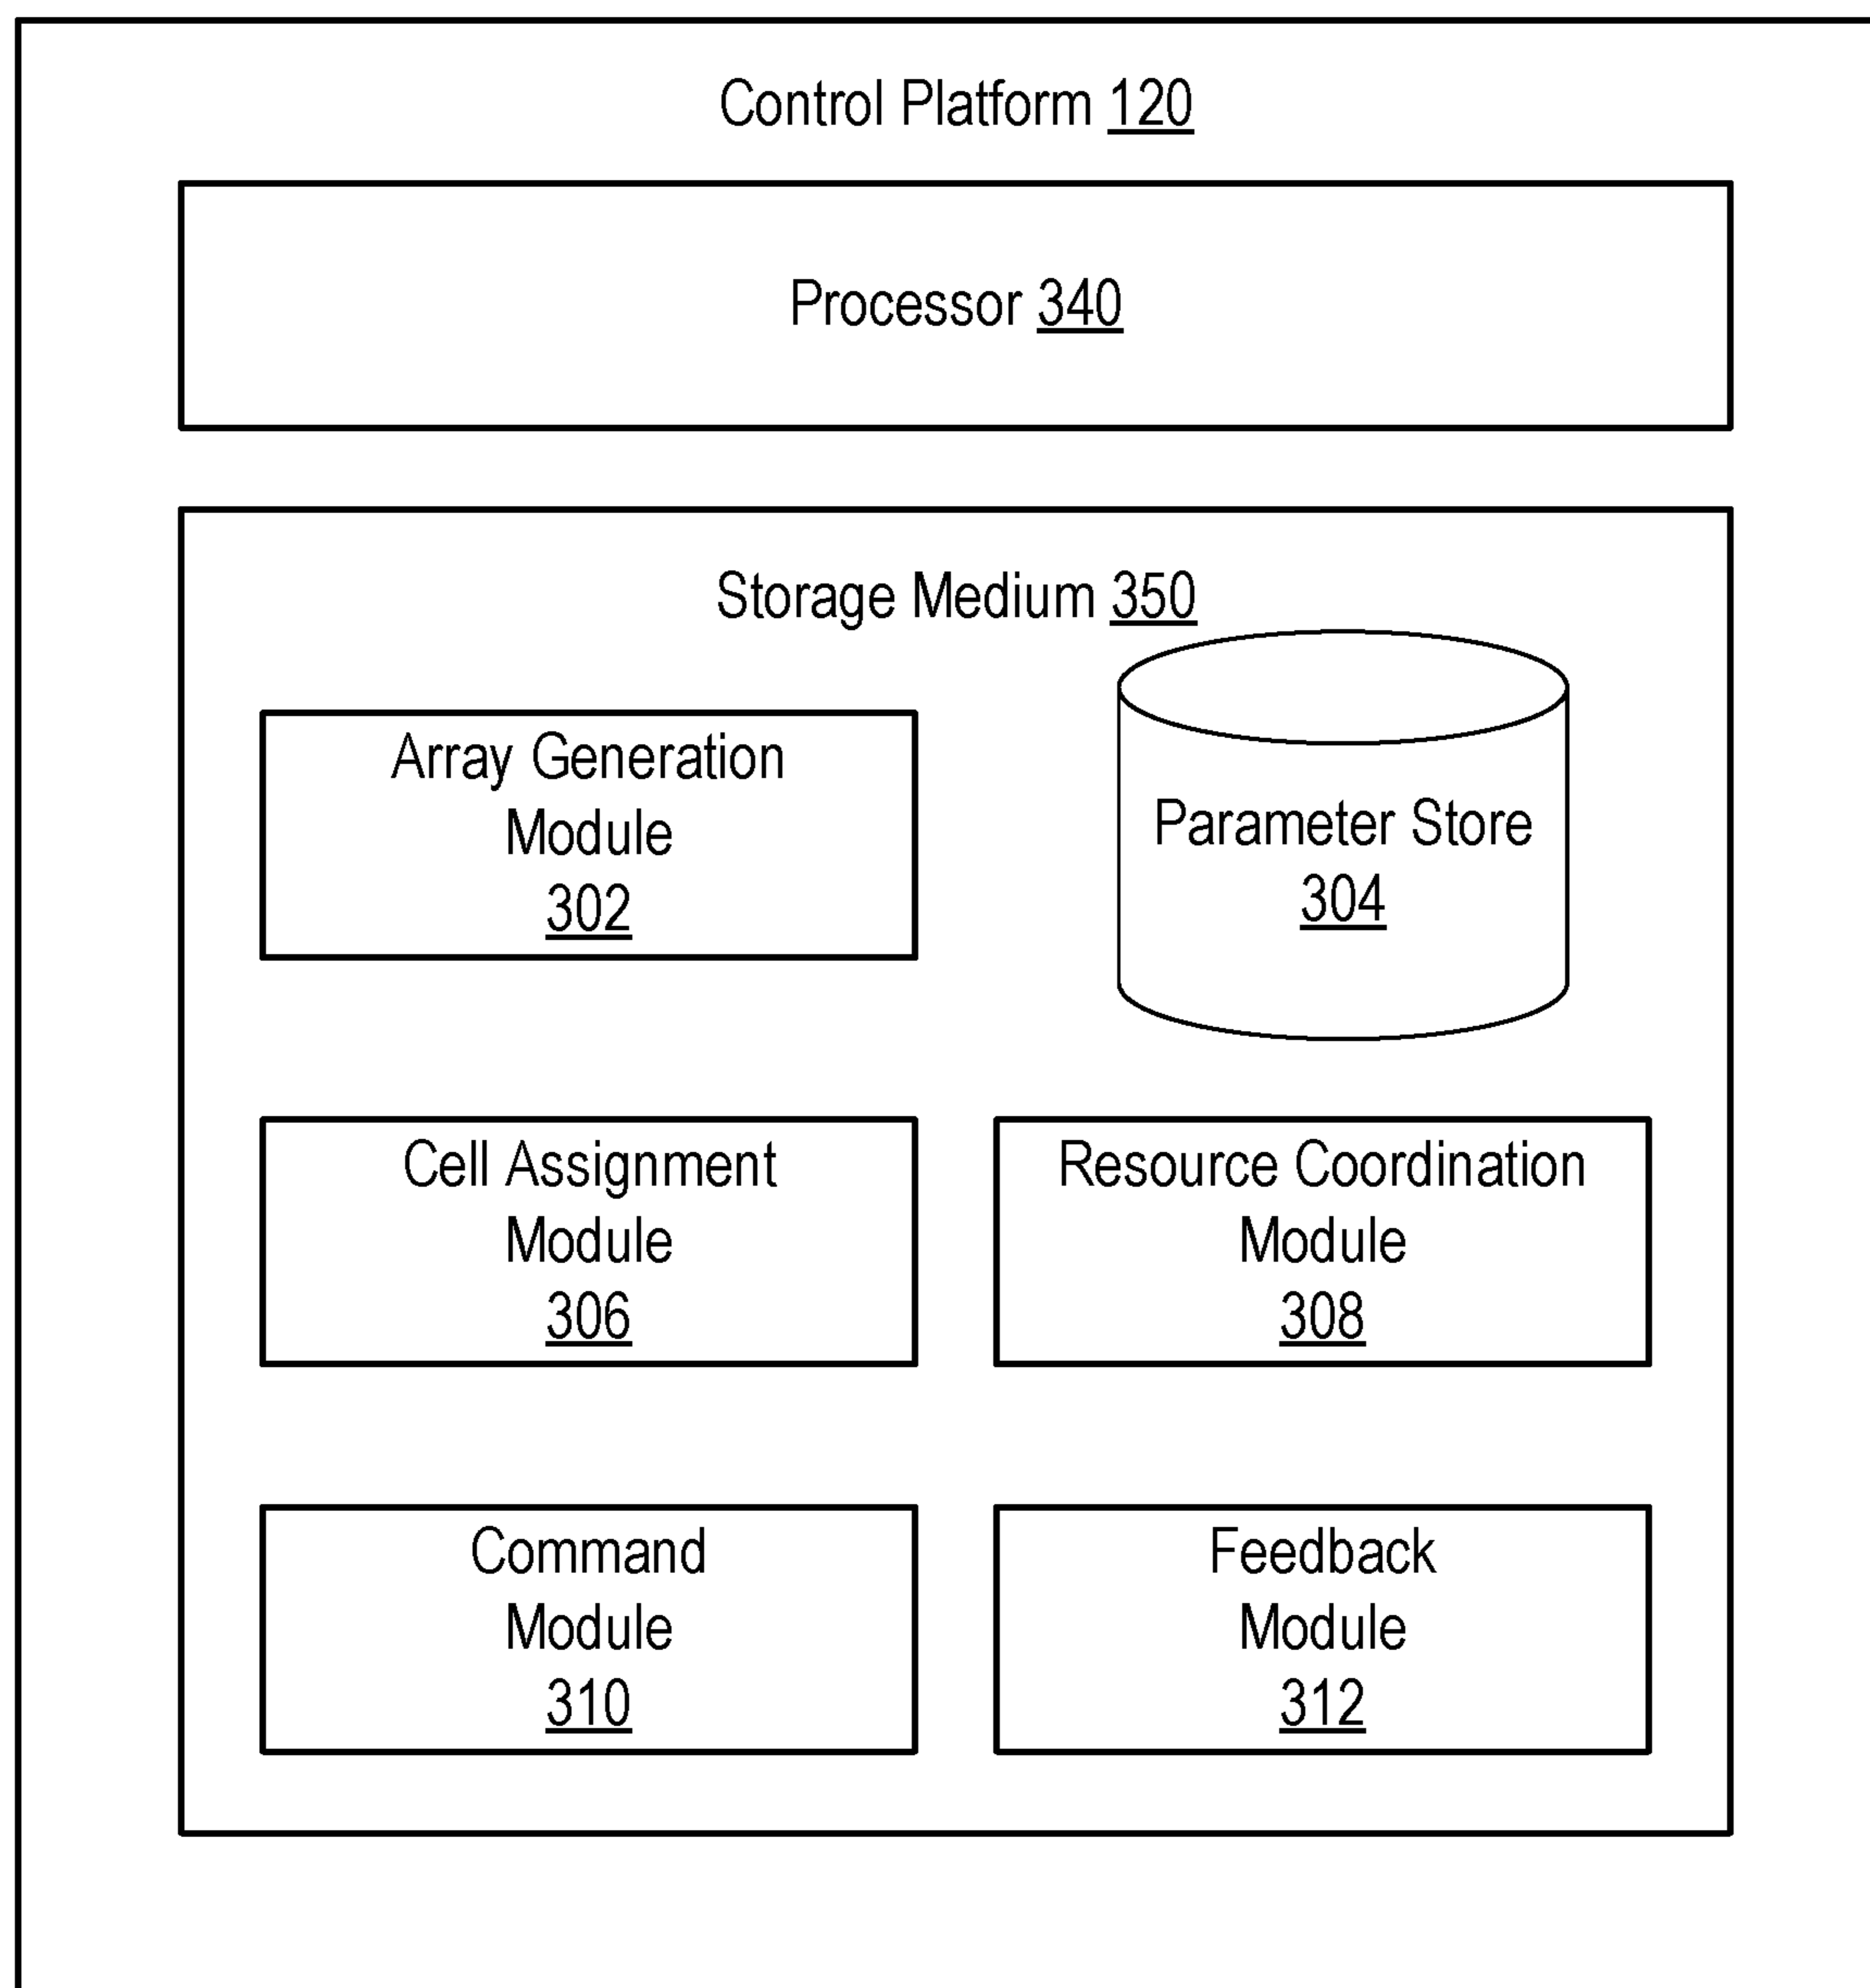 Control Platform 120
Processor 340
Storage Medium 350
Array Generation
Module
302
Parameter Store
304
Cell Assignment
Module
306
Resource Coordination
Module
308
Command
Module
310
Feedback
Module
312